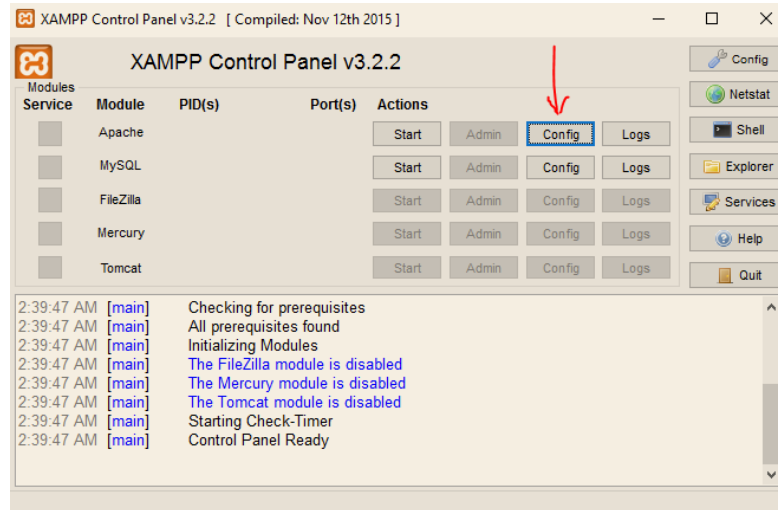 XAMPP Control Panel v3.2.2 [ Compiled: Nov 12th 2015 ]
XAMPP Control Panel v3.2.2
Config
Modules
Service Module PID(s) Port(s) Actions
Netstat
Apache Start Admin Config Logs
Shell
MySQL Start Admin Config Logs
Explorer
FileZilla Start Admin Config Logs
Services
Mercury Start Admin Config Logs
Help
Tomcat Start Admin Config Logs
Quit
2:39:47 AM [main] Checking for prerequisites
2:39:47 AM [main] All prerequisites found
2:39:47 AM [main] Initializing Modules
2:39:47 AM [main] The FileZilla module is disabled
2:39:47 AM [main] The Mercury module is disabled
2:39:47 AM [main] The Tomcat module is disabled
2:39:47 AM [main] Starting Check-Timer
2:39:47 AM [main] Control Panel Ready